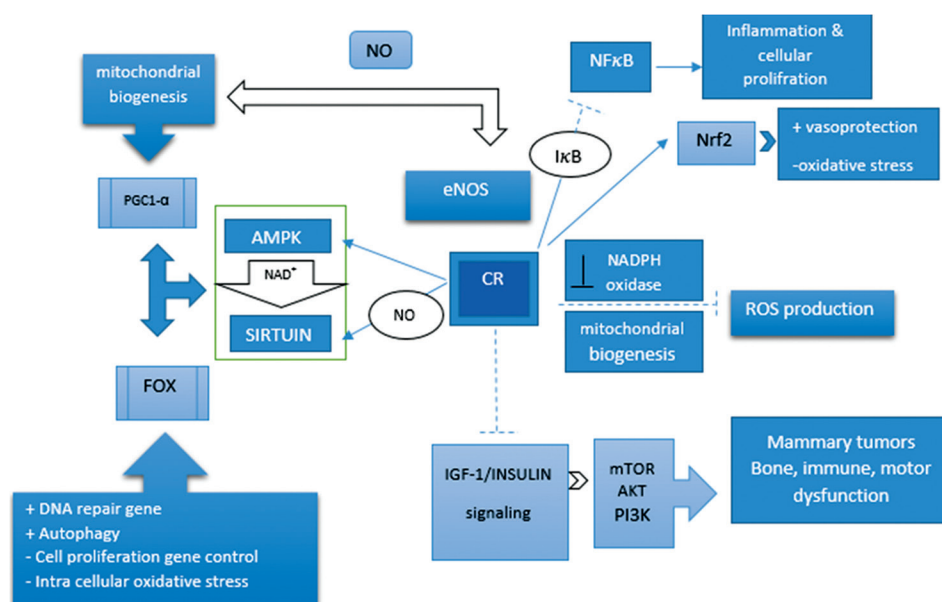 NO
mitochondrial
biogenesis
NFκB
Inflammation &
cellular
prolifration
IκB
Nrf2
+ vasoprotection
-oxidative stress
eNOS
PGC1-α
AMPK
NAD+
SIRTUIN
NO
CR
NADPH
oxidase
mitochondrial
biogenesis
ROS production
FOX
+ DNA repair gene
+ Autophagy
- Cell proliferation gene control
- Intra cellular oxidative stress
IGF-1/INSULIN
signaling
mTOR
AKT
PI3K
Mammary tumors
Bone, immune, motor
dysfunction